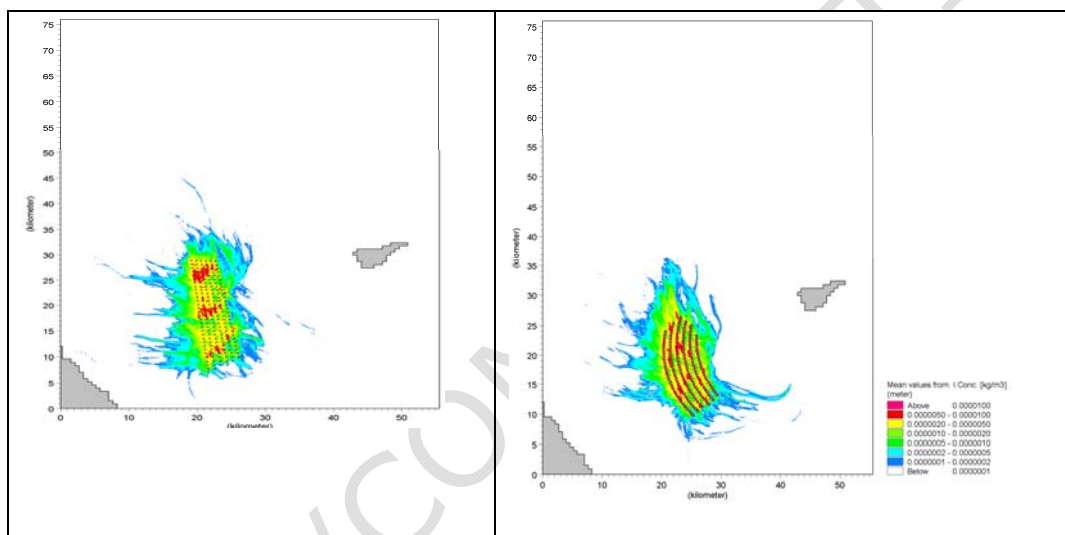 75
70
65
60
55
50
45
40
35
30
25
20
15
10
5
0
(kilometer)
0 10 20 30 40 50
(kilometer)
75
70
65
60
55
50
45
40
35
30
25
20
15
10
5
0
(kilometer)
0 10 20 30 40 50
(kilometer)
Mean values from I.Conc. [kg/m3]
(meter)
Above 0.0000100
0.0000050 - 0.0000100
0.0000020 - 0.0000050
0.0000010 - 0.0000020
0.0000005 - 0.0000010
0.0000002 - 0.0000005
0.0000001 - 0.0000002
Below 0.0000001